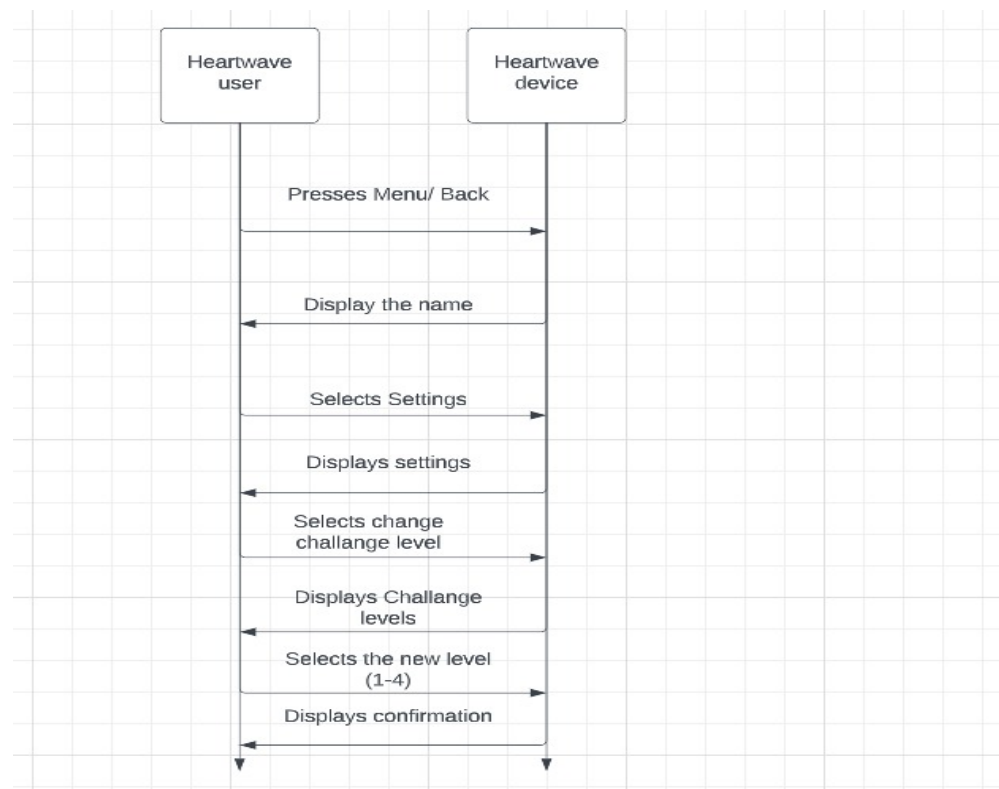 Heartwave
user
Heartwave
device
Presses Menu/ Back
Display the name
Selects Settings
Displays settings
Selects change
challange level
Displays Challange
levels
Selects the new level
(1-4)
Displays confirmation